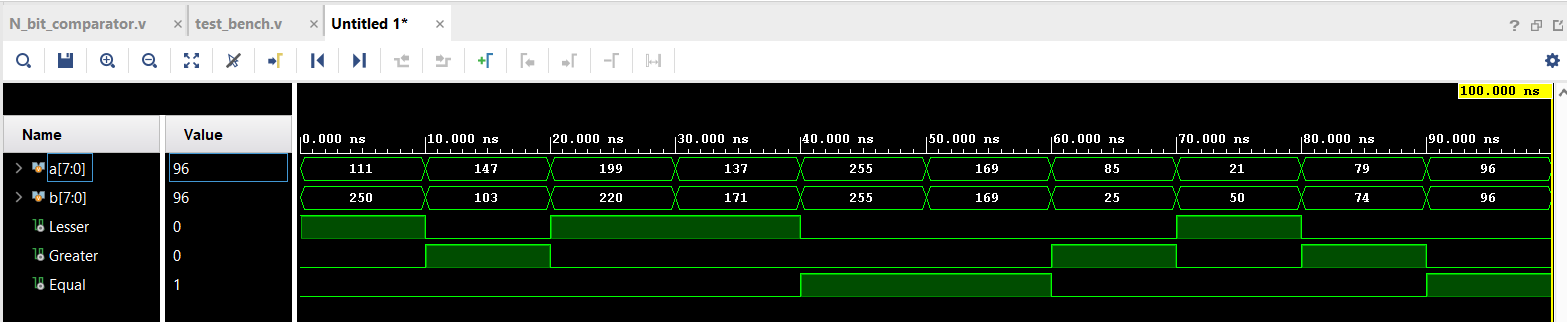 N_bit_comparator.v × test_bench.v × Untitled 1* ×
?
100.000 ns
Name Value
0.000 ns 10.000 ns 20.000 ns 30.000 ns 40.000 ns 50.000 ns 60.000 ns 70.000 ns 80.000 ns 90.000 ns
a[7:0] 96 111 147 199 137 255 169 85 21 79 96
b[7:0] 96 250 103 220 171 255 169 25 50 74 96
Lesser 0
Greater 0
Equal 1